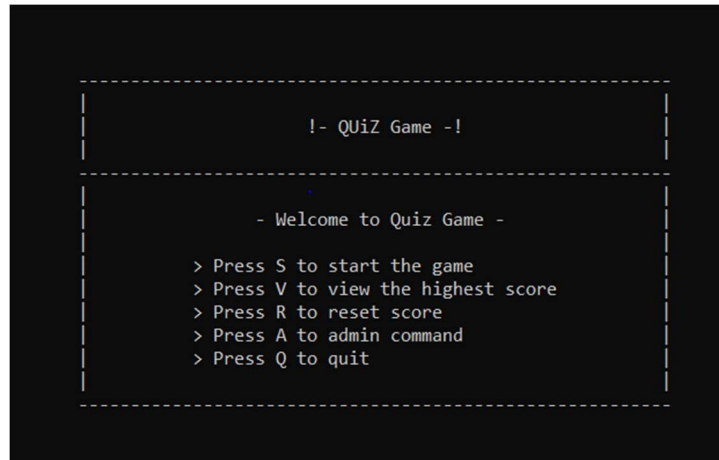 !- QUiZ Game -!
- Welcome to Quiz Game -
> Press S to start the game
> Press V to view the highest score
> Press R to reset score
> Press A to admin command
> Press Q to quit